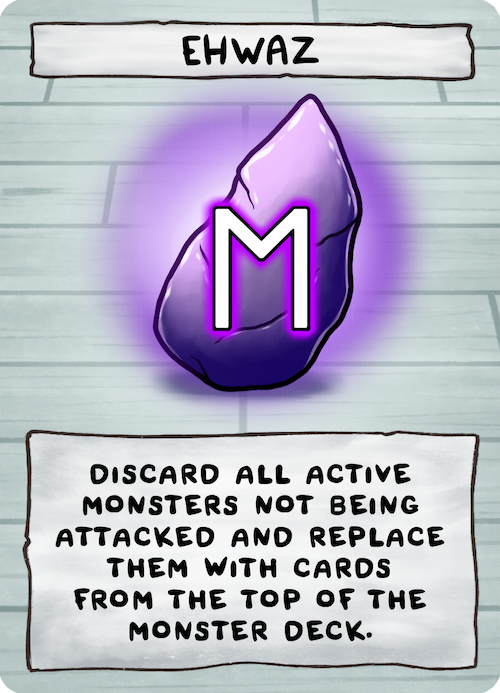 EHWAZ
M
DISCARD ALL ACTIVE
MONSTERS NOT BEING
ATTACKED AND REPLACE
THEM WITH CARDS
FROM THE TOP OF THE
MONSTER DECK.